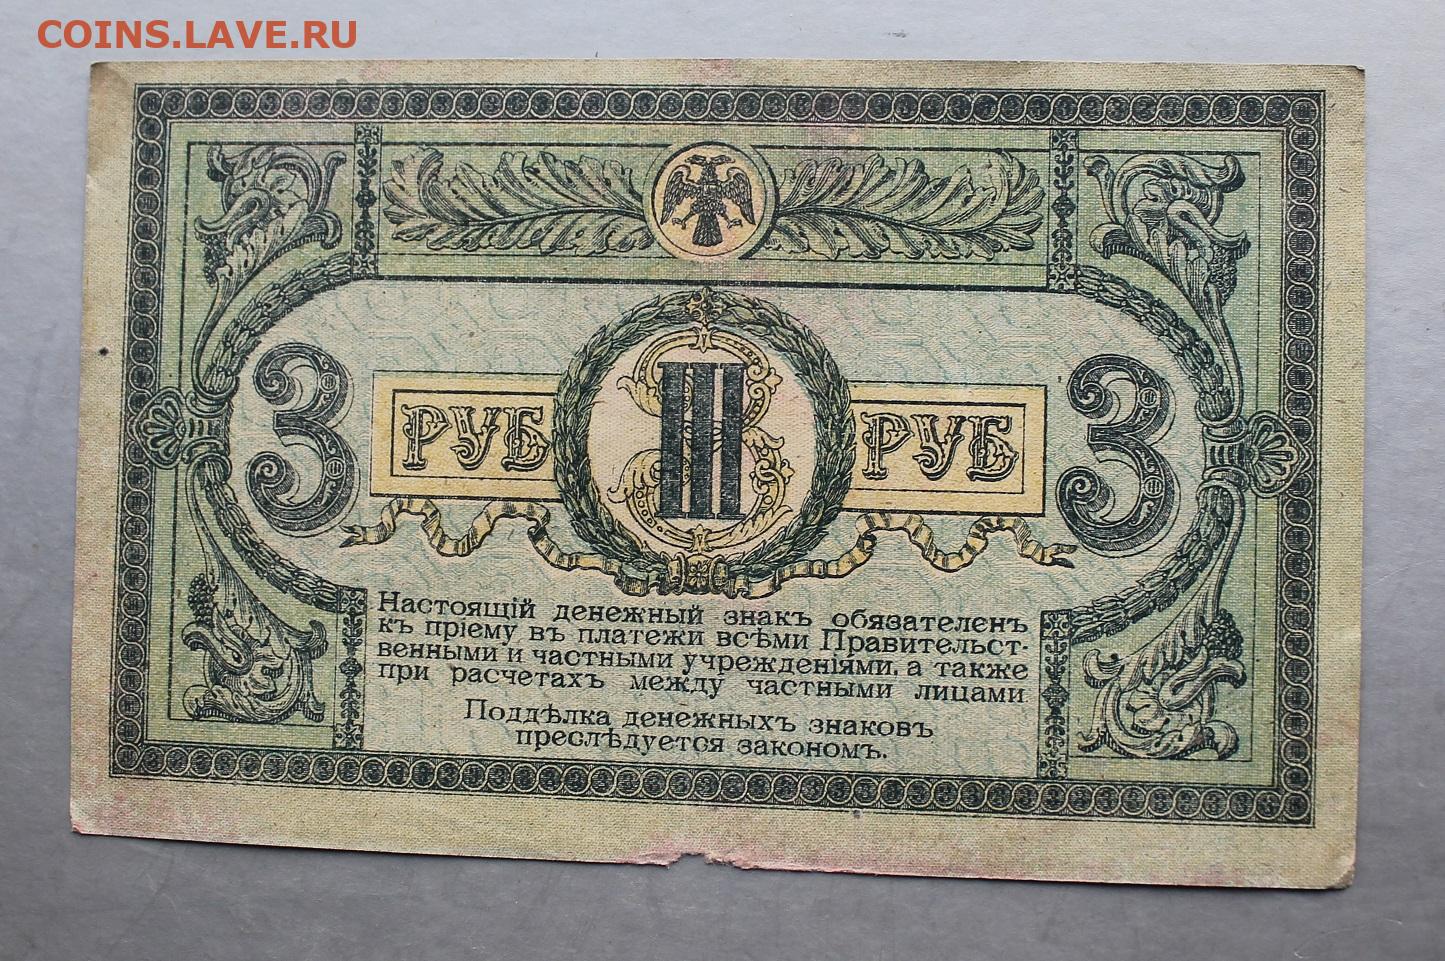 COINS.LAVE.RU
3 РУБ III РУБ 3
Настоящій денежный знакъ обязателенъ
къ пріему въ платежи всѣми Правительст-
венными и частными учрежденіями, а также
при расчетахъ между частными лицами
Поддѣлка денежныхъ знаковъ
преслѣдуется закономъ.